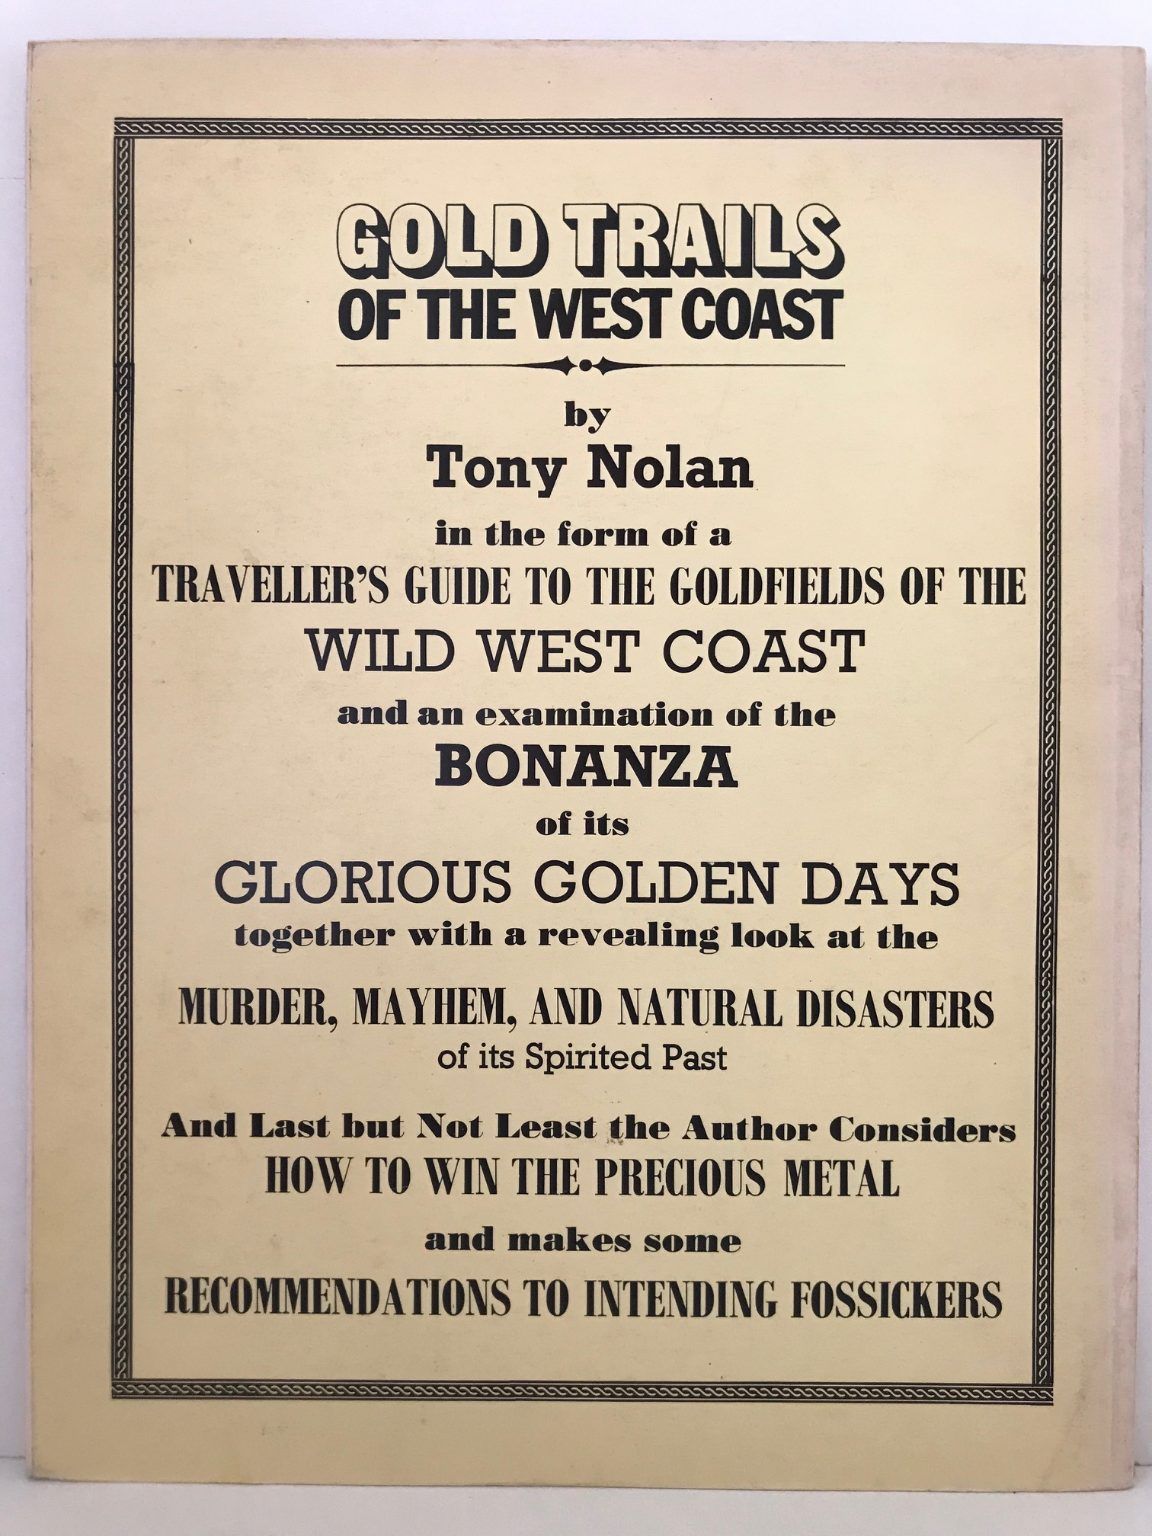 GOLD TRAILS
OF THE WEST COAST
by
Tony Nolan
in the form of a
TRAVELLER'S GUIDE TO THE GOLDFIELDS OF THE
WILD WEST COAST
and an examination of the
BONANZA
of its
GLORIOUS GOLDEN DAYS
together with a revealing look at the
MURDER, MAYHEM, AND NATURAL DISASTERS
of its Spirited Past
And Last but Not Least the Author Considers
HOW TO WIN THE PRECIOUS METAL
and makes some
RECOMMENDATIONS TO INTENDING FOSSICKERS